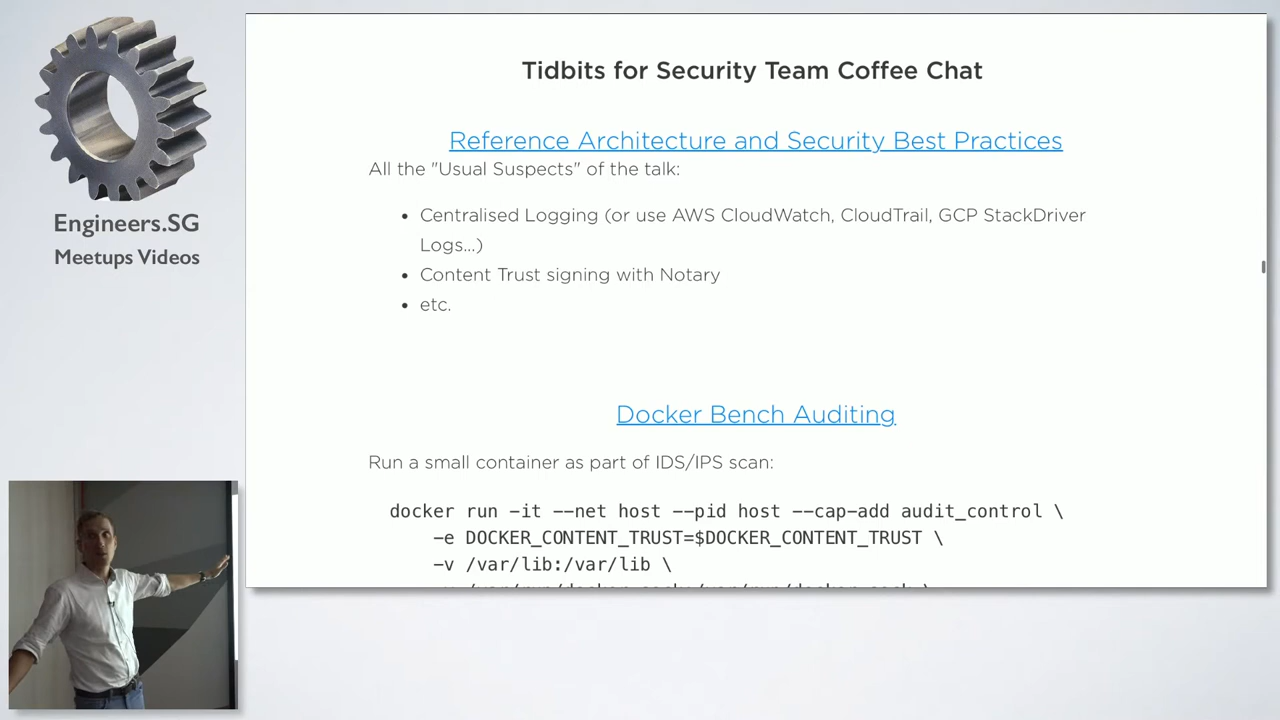 Engineers.SG
Meetups Videos
Tidbits for Security Team Coffee Chat
Reference Architecture and Security Best Practices
All the "Usual Suspects" of the talk:
• Centralised Logging (or use AWS CloudWatch, CloudTrail, GCP StackDriver
Logs...)
• Content Trust signing with Notary
• etc.
Docker Bench Auditing
Run a small container as part of IDS/IPS scan:
docker run -it --net host --pid host --cap-add audit_control \
-e DOCKER_CONTENT_TRUST=$DOCKER_CONTENT_TRUST \
-v /var/lib:/var/lib \